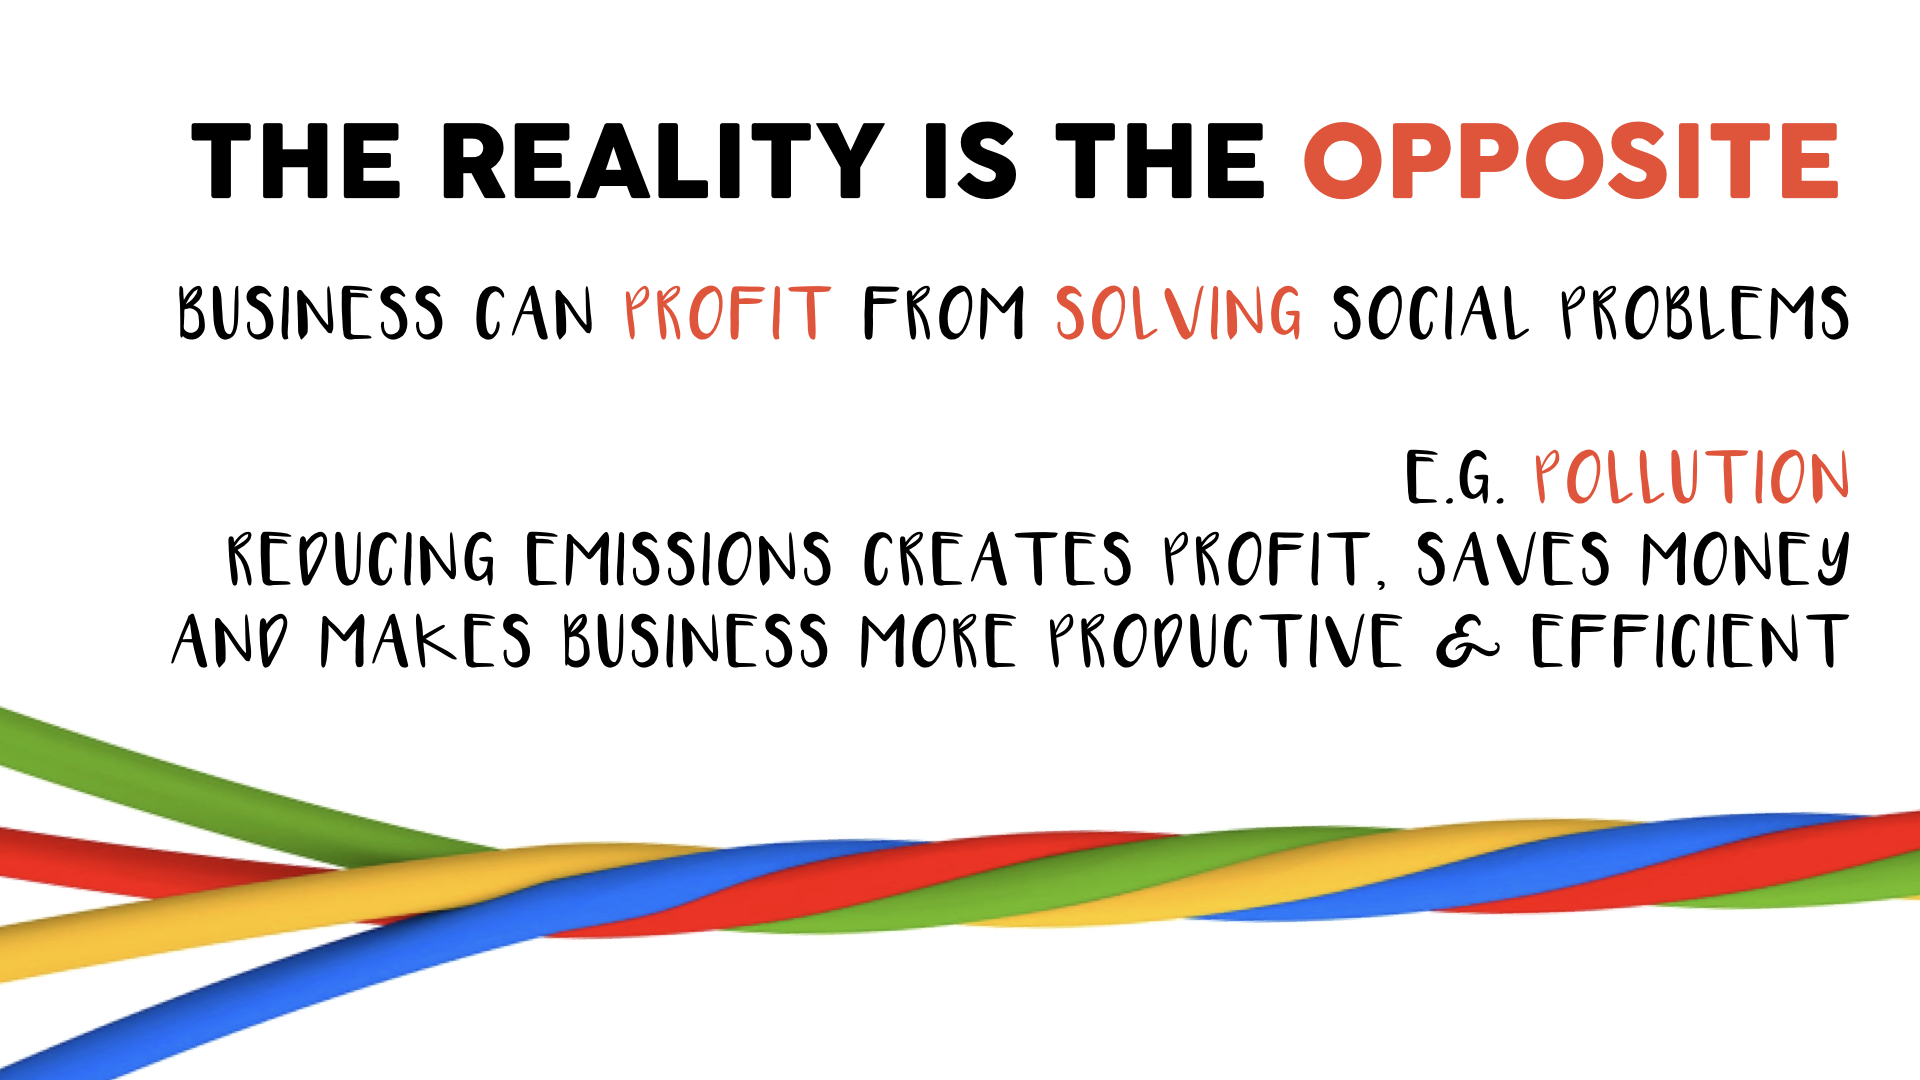 THE REALITY IS THE OPPOSITE
BUSINESS CAN PROFIT FROM SOLVING SOCIAL PROBLEMS
E.G. POLLUTION
REDUCING EMISSIONS CREATES PROFIT, SAVES MONEY
AND MAKES BUSINESS MORE PRODUCTIVE & EFFICIENT